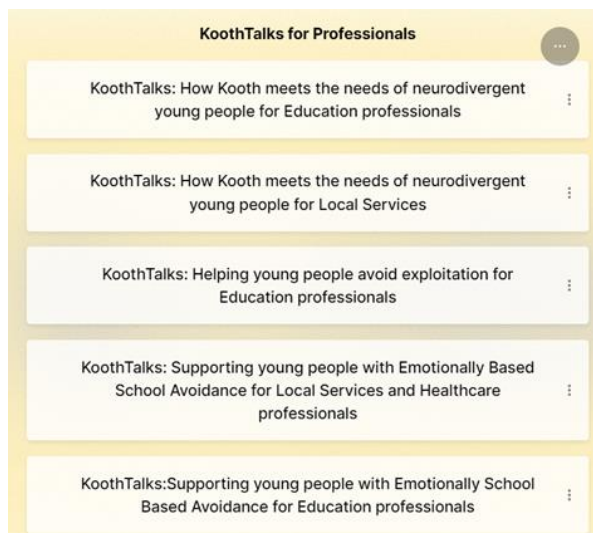 KoothTalks for Professionals
KoothTalks: How Kooth meets the needs of neurodivergent
young people for Education professionals
KoothTalks: How Kooth meets the needs of neurodivergent
young people for Local Services
KoothTalks: Helping young people avoid exploitation for
Education professionals
KoothTalks: Supporting young people with Emotionally Based
School Avoidance for Local Services and Healthcare
professionals
KoothTalks:Supporting young people with Emotionally School
Based Avoidance for Education professionals